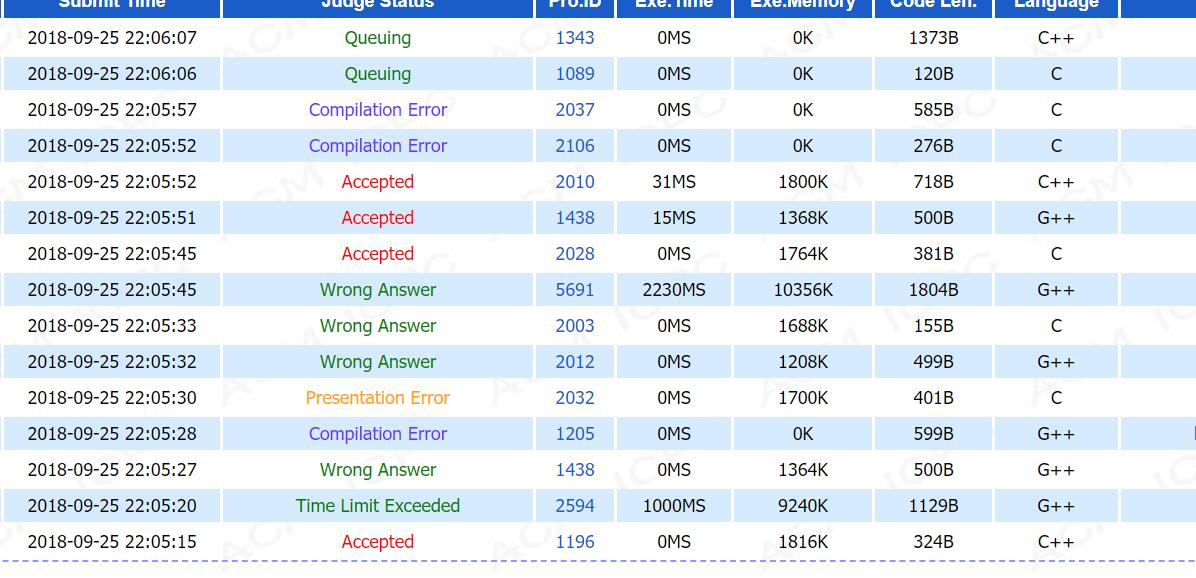 Submit Time Judge Status Pro.ID Exe.Time Exe.Memory Code Len. Language
2018-09-25 22:06:07 Queuing 1343 0MS 0K 1373B C++
2018-09-25 22:06:06 Queuing 1089 0MS 0K 120B C
2018-09-25 22:05:57 Compilation Error 2037 0MS 0K 585B C
2018-09-25 22:05:52 Compilation Error 2106 0MS 0K 276B C
2018-09-25 22:05:52 Accepted 2010 31MS 1800K 718B C++
2018-09-25 22:05:51 Accepted 1438 15MS 1368K 500B G++
2018-09-25 22:05:45 Accepted 2028 0MS 1764K 381B C
2018-09-25 22:05:45 Wrong Answer 5691 2230MS 10356K 1804B G++
2018-09-25 22:05:33 Wrong Answer 2003 0MS 1688K 155B C
2018-09-25 22:05:32 Wrong Answer 2012 0MS 1208K 499B G++
2018-09-25 22:05:30 Presentation Error 2032 0MS 1700K 401B C
2018-09-25 22:05:28 Compilation Error 1205 0MS 0K 599B G++
2018-09-25 22:05:27 Wrong Answer 1438 0MS 1364K 500B G++
2018-09-25 22:05:20 Time Limit Exceeded 2594 1000MS 9240K 1129B G++
2018-09-25 22:05:15 Accepted 1196 0MS 1816K 324B C++